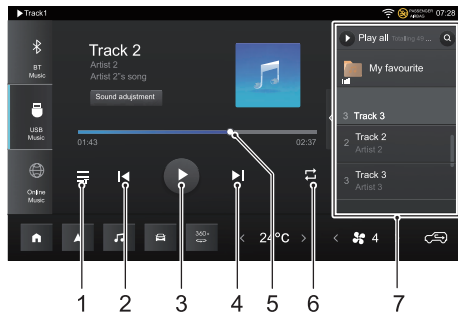 Track1
PASSENGER
AIRBAG
07:28
BT
Music
USB
Music
Online
Music
Track 2
Artist 2
Artist 2"s song
Sound adujstment
01:43
02:37
Play all
My favourite
3 Track 3
2 Track 2
Artist 2
3 Track 3
Artist 3
360°
24°C
4
1
2
3
4
5
6
7